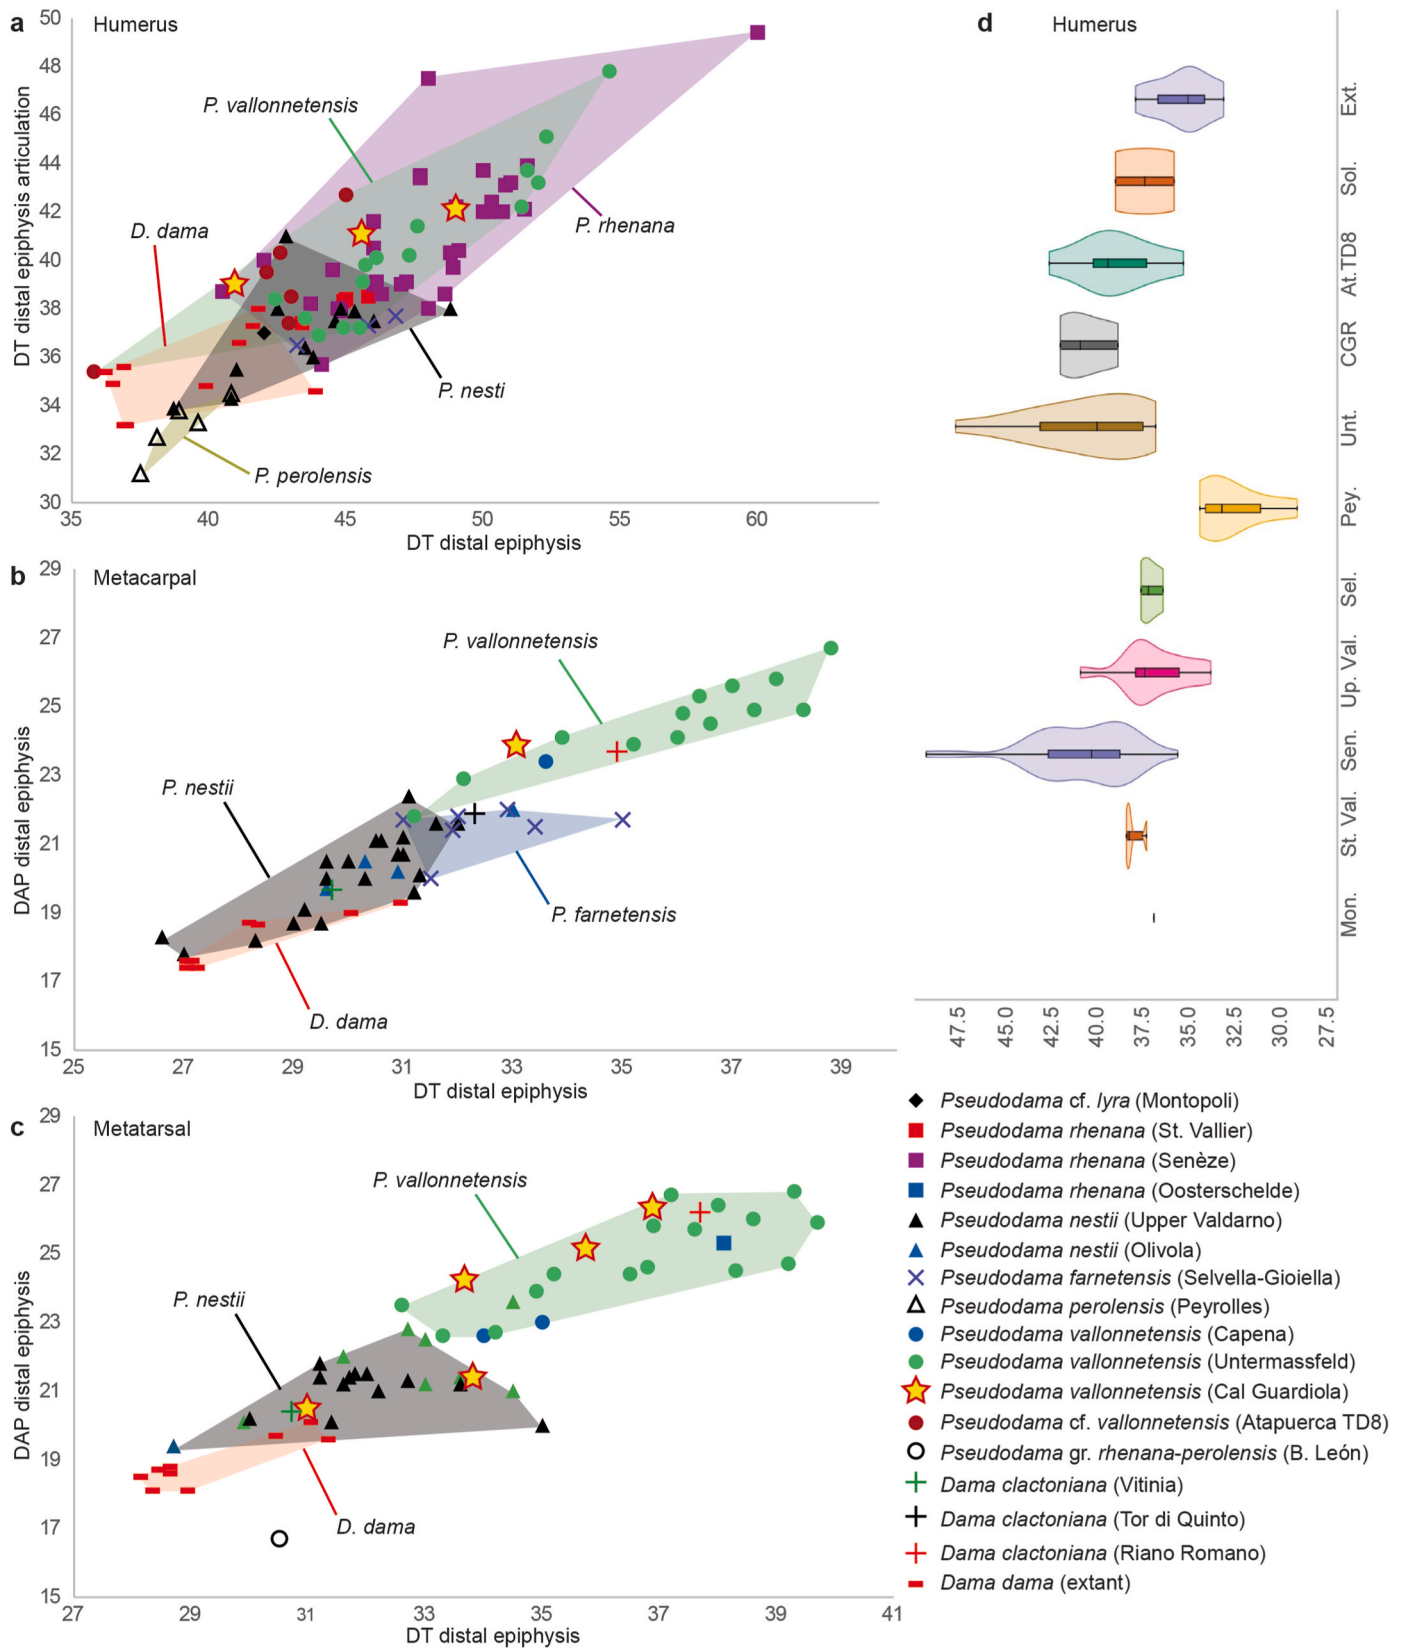 a
Humerus
50
48
46
44
42
40
38
36
34
32
30
DT distal epiphysis articulation
P. vallonnetensis
D. dama
P. rhenana
P. nesti
P. perolensis
35
40
45
50
55
60
DT distal epiphysis
b
Metacarpal
29
27
25
23
21
19
17
15
DAP distal epiphysis
P. vallonnetensis
P. nestii
P. farnetensis
D. dama
25
27
29
31
33
35
37
39
DT distal epiphysis
c
Metatarsal
29
27
25
23
21
19
17
15
DAP distal epiphysis
P. vallonnetensis
P. nestii
D. dama
27
29
31
33
35
37
39
41
DT distal epiphysis
d
Humerus
Ext.
Sol.
At.TD8
CGR
Unt.
Pey.
Sel.
Up. Val.
Sen.
St. Val.
Mon.
47.5
45.0
42.5
40.0
37.5
35.0
32.5
30.0
27.5
Pseudodama cf. lyra (Montopoli)
Pseudodama rhenana (St. Vallier)
Pseudodama rhenana (Senèze)
Pseudodama rhenana (Oosterschelde)
Pseudodama nestii (Upper Valdarno)
Pseudodama nestii (Olivola)
Pseudodama farnetensis (Selvella-Gioiella)
Pseudodama perolensis (Peyrolles)
Pseudodama vallonnetensis (Capena)
Pseudodama vallonnetensis (Untermassfeld)
Pseudodama vallonnetensis (Cal Guardiola)
Pseudodama cf. vallonnetensis (Atapuerca TD8)
Pseudodama gr. rhenana-perolensis (B. León)
Dama clactoniana (Vitinia)
Dama clactoniana (Tor di Quinto)
Dama clactoniana (Riano Romano)
Dama dama (extant)